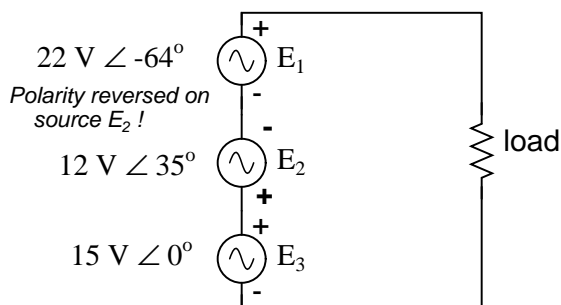 +
22 V ∠ -64° E₁
Polarity reversed on
-
source E₂ !
-
12 V ∠ 35° E₂
load
+
+
15 V ∠ 0° E₃
-